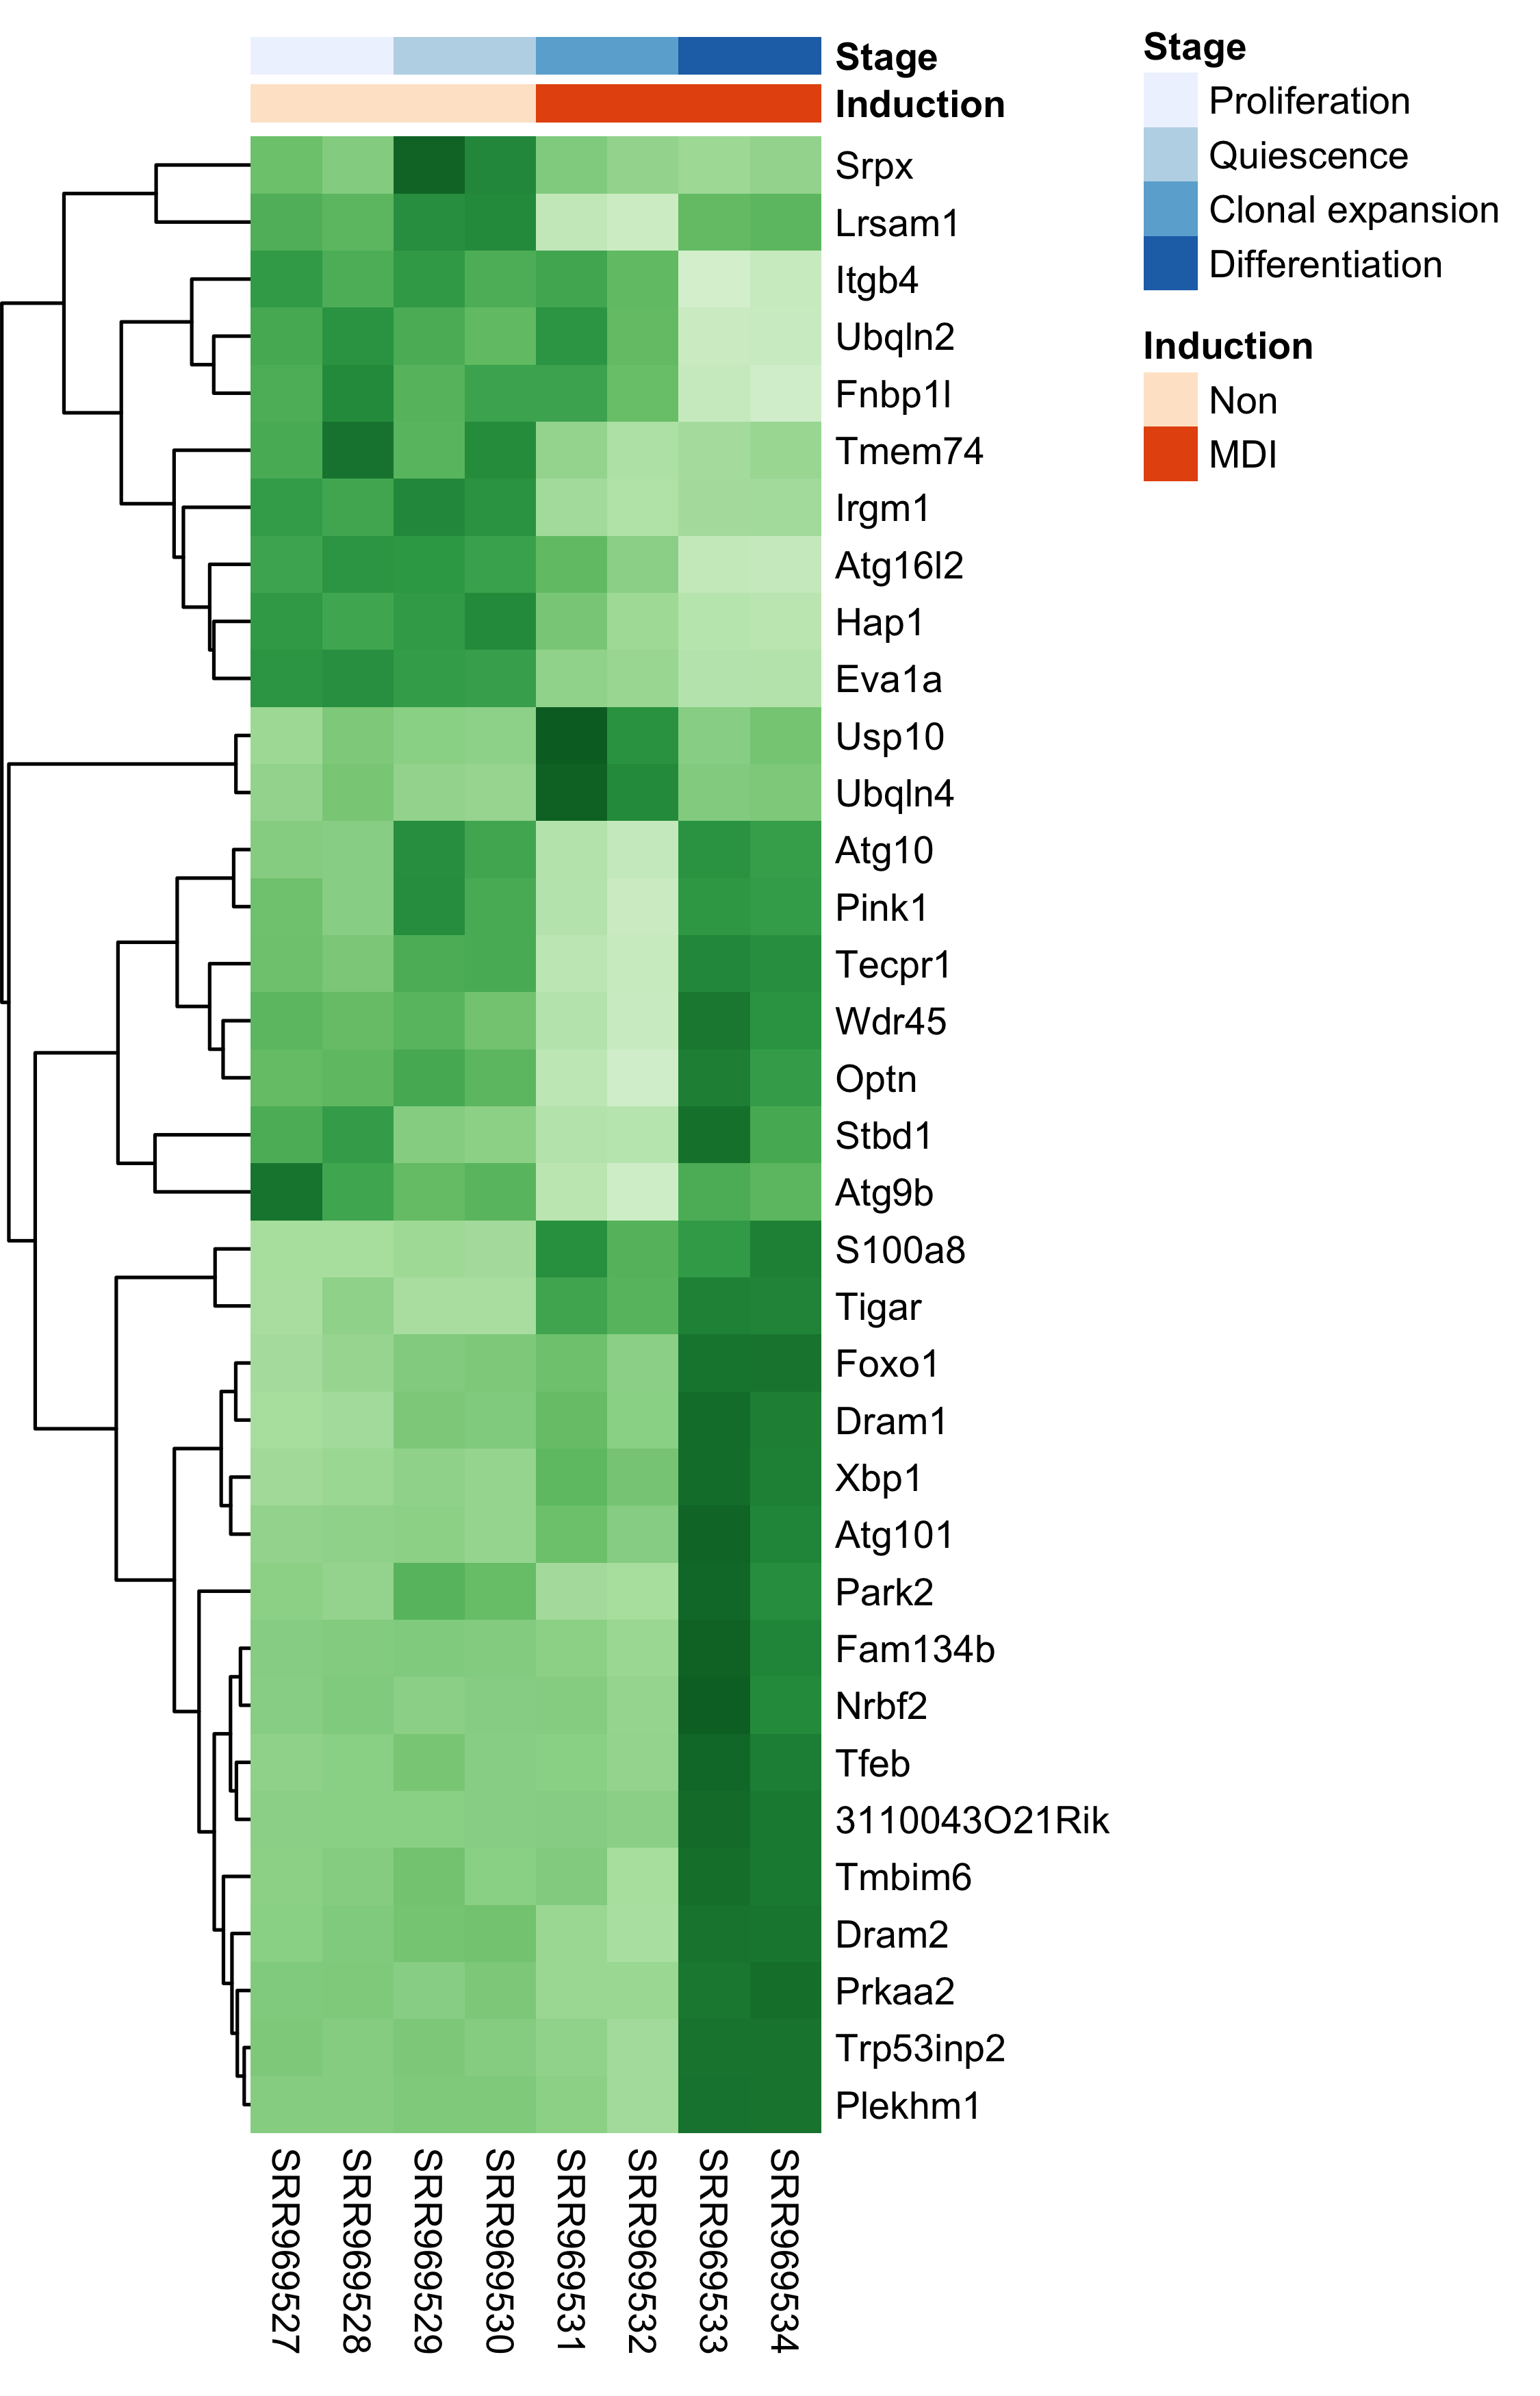 Stage
Induction
Srpx
Lrsam1
Itgb4
Ubqln2
Fnbp1l
Tmem74
Irgm1
Atg16l2
Hap1
Eva1a
Usp10
Ubqln4
Atg10
Pink1
Tecpr1
Wdr45
Optn
Stbd1
Atg9b
S100a8
Tigar
Foxo1
Dram1
Xbp1
Atg101
Park2
Fam134b
Nrbf2
Tfeb
3110043O21Rik
Tmbim6
Dram2
Prkaa2
Trp53inp2
Plekhm1
SRR969527
SRR969528
SRR969529
SRR969530
SRR969531
SRR969532
SRR969533
SRR969534
Stage
Proliferation
Quiescence
Clonal expansion
Differentiation
Induction
Non
MDI